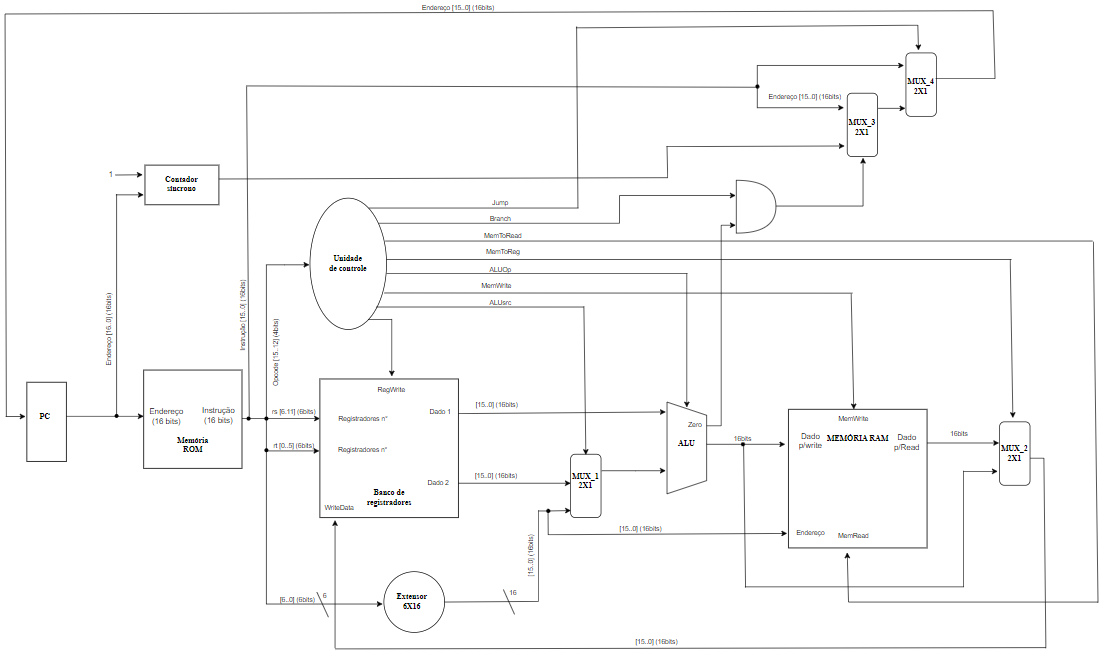 Endereço [15..0] (16bits)
MUX_4
2X1
Endereço [15..0] (16bits)
MUX_3
2X1
1
Contador
síncrono
Jump
Branch
MemToRead
MemToReg
ALUOp
MemWrite
ALUsrc
Unidade
de controle
Endereço [15..0] (16bits)
Instrução [15..0] (16bits)
Opcode [15..12] (4bits)
PC
Endereço
(16 bits)
Instrução
(16 bits)
Memória
ROM
rs [6.11] (6bits)
rt [0..5] (6bits)
RegWrite
Registradores n°
Registradores n°
Dado 1
Dado 2
Banco de
registradores
WriteData
[15..0] (16bits)
[15..0] (16bits)
MUX_1
2X1
Zero
ALU
16bits
MemWrite
Dado
p/write
MEMÓRIA RAM
Dado
p/Read
Endereço
MemRead
16bits
MUX_2
2X1
[15..0] (16bits)
[15..0] (16bits)
[6..0] (6bits)
6
Extensor
6X16
16
[15..0] (16bits)